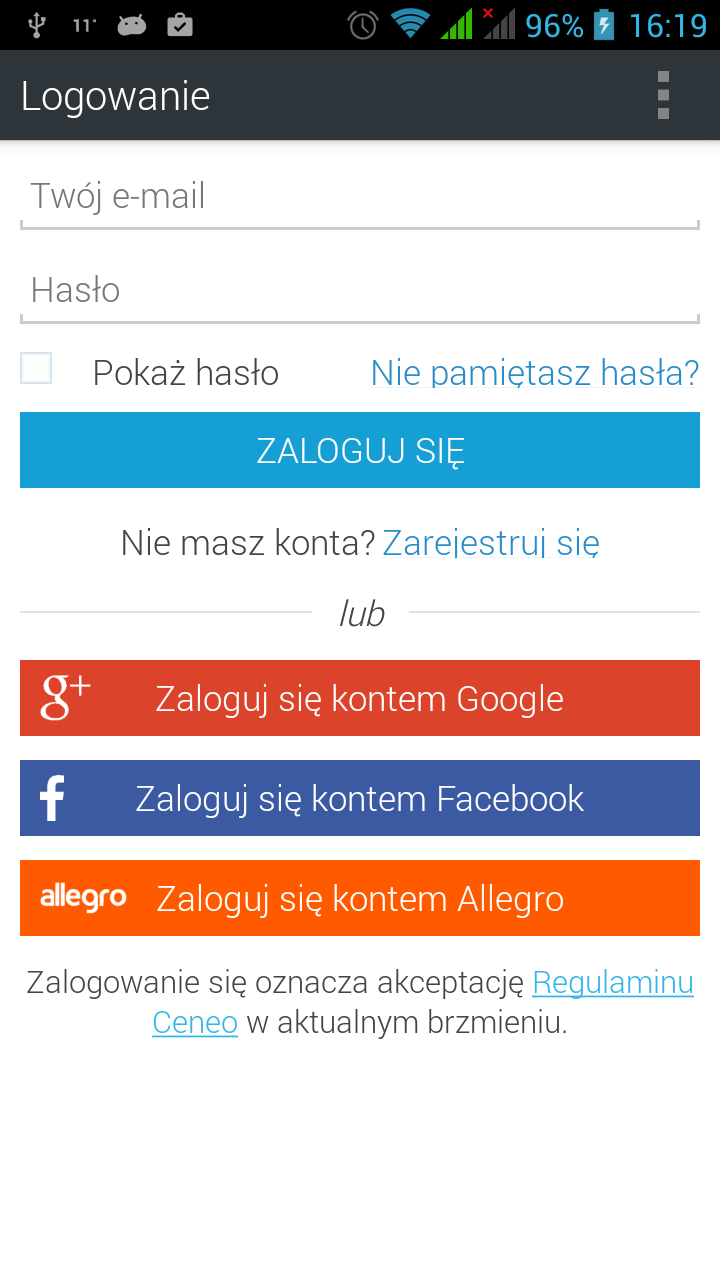 11° 96% 16:19
Logowanie
Twój e-mail
Hasło
Pokaż hasło Nie pamiętasz hasła?
ZALOGUJ SIĘ
Nie masz konta? Zarejestruj się
lub
g+ Zaloguj się kontem Google
f Zaloguj się kontem Facebook
allegro Zaloguj się kontem Allegro
Zalogowanie się oznacza akceptację Regulaminu
Ceneo w aktualnym brzmieniu.